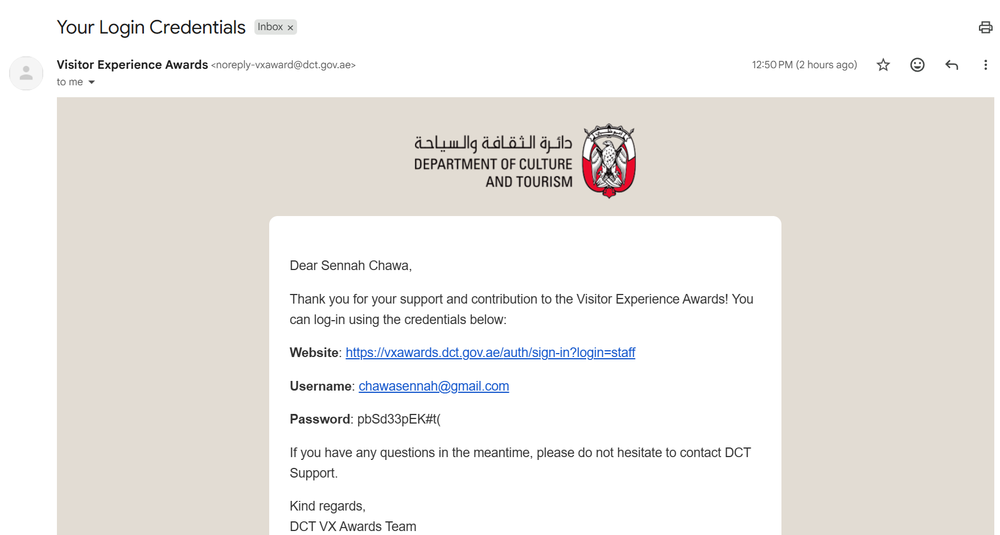 Your Login Credentials Inbox ×
Visitor Experience Awards <noreply-vxaward@dct.gov.ae> 12:50 PM (2 hours ago)
to me
دائرة الثقافة والسياحة
DEPARTMENT OF CULTURE
AND TOURISM
أبوظبي
Dear Sennah Chawa,
Thank you for your support and contribution to the Visitor Experience Awards! You
can log-in using the credentials below:
Website: https://vxawards.dct.gov.ae/auth/sign-in?login=staff
Username: chawasennah@gmail.com
Password: pbSd33pEK#t(
If you have any questions in the meantime, please do not hesitate to contact DCT
Support.
Kind regards,
DCT VX Awards Team